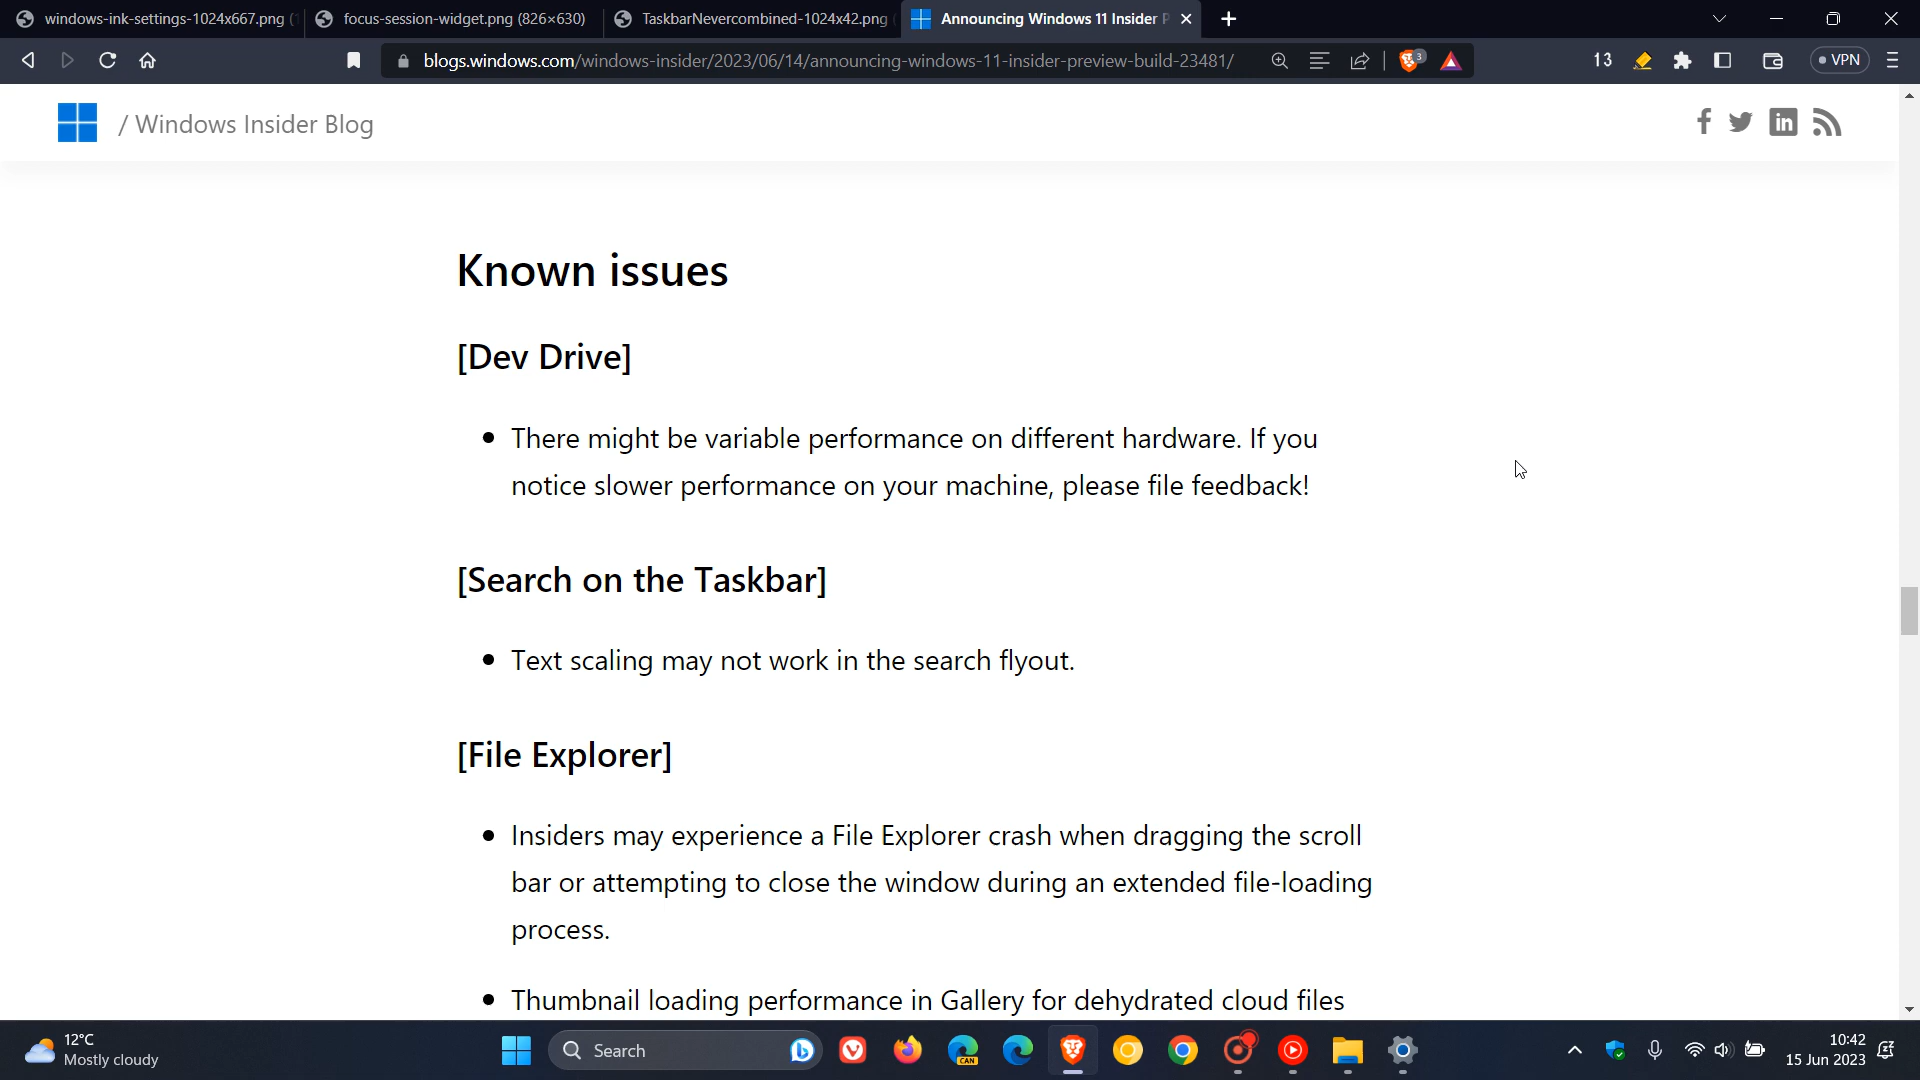 windows-ink-settings-1024x667.png
focus-session-widget.png (826×630)
TaskbarNevercombined-1024x42.png
Announcing Windows 11 Insider P
blogs.windows.com/windows-insider/2023/06/14/announcing-windows-11-insider-preview-build-23481/
3
13
VPN
/ Windows Insider Blog
Known issues
[Dev Drive]
• There might be variable performance on different hardware. If you
notice slower performance on your machine, please file feedback!
[Search on the Taskbar]
• Text scaling may not work in the search flyout.
[File Explorer]
• Insiders may experience a File Explorer crash when dragging the scroll
bar or attempting to close the window during an extended file-loading
process.
• Thumbnail loading performance in Gallery for dehydrated cloud files
12°C
Mostly cloudy
Search
CAN
10:42
15 Jun 2023